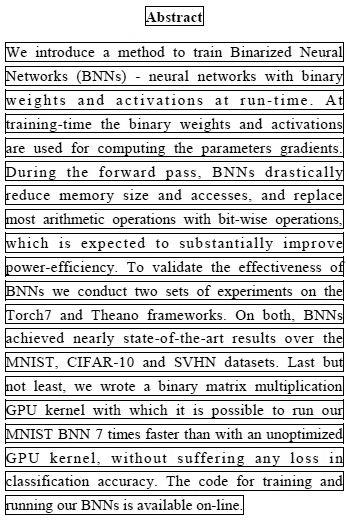 Abstract
We introduce a method to train Binarized Neural
Networks (BNNs) - neural networks with binary
weights and activations at run-time. At
training-time the binary weights and activations
are used for computing the parameters gradients.
During the forward pass, BNNs drastically
reduce memory size and accesses, and replace
most arithmetic operations with bit-wise operations,
which is expected to substantially improve
power-efficiency. To validate the effectiveness of
BNNs we conduct two sets of experiments on the
Torch7 and Theano frameworks. On both, BNNs
achieved nearly state-of-the-art results over the
MNIST, CIFAR-10 and SVHN datasets. Last but
not least, we wrote a binary matrix multiplication
GPU kernel with which it is possible to run our
MNIST BNN 7 times faster than with an unoptimized
GPU kernel, without suffering any loss in
classification accuracy. The code for training and
running our BNNs is available on-line.